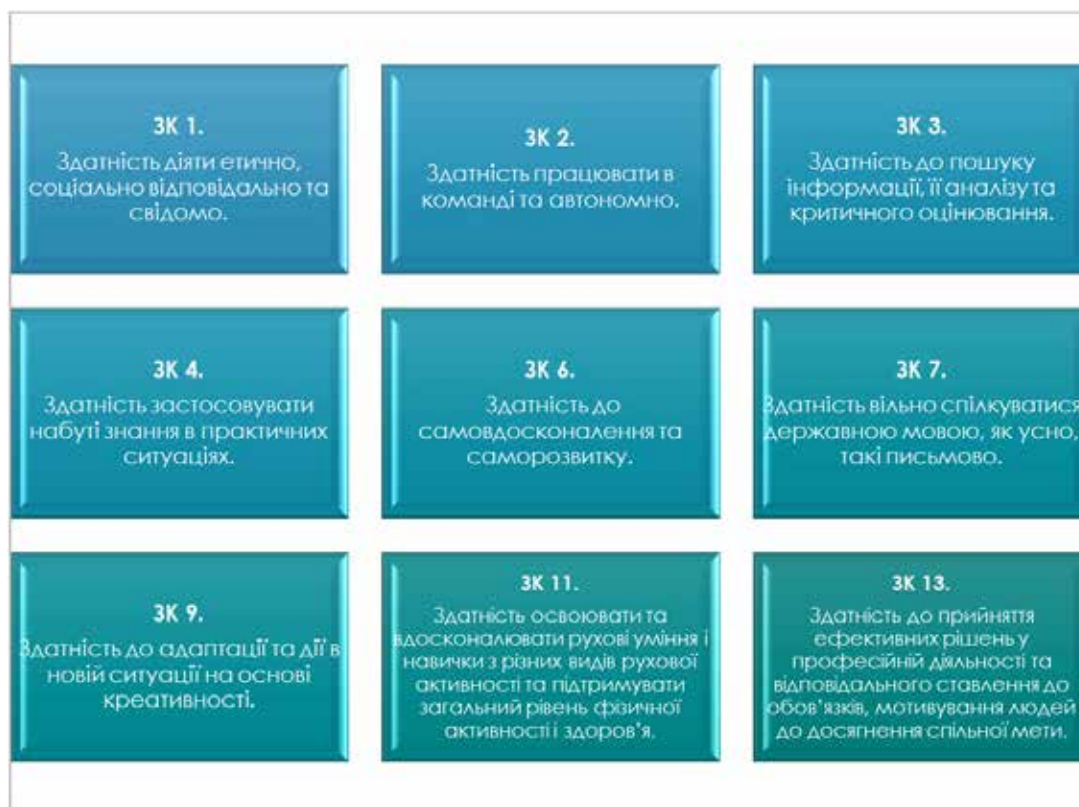 ЗК 1.
Здатність діяти етично,
соціально відповідально та
свідомо.
ЗК 2.
Здатність працювати в
команді та автономно.
ЗК 3.
Здатність до пошуку
інформації, її аналізу та
критичного оцінювання.
ЗК 4.
Здатність застосовувати
набуті знання в практичних
ситуаціях.
ЗК 6.
Здатність до
самовдосконалення та
саморозвитку.
ЗК 7.
Здатність вільно спілкуватися
державною мовою, як усно,
такі письмово.
ЗК 9.
Здатність до адаптації та дії в
новій ситуації на основі
креативності.
ЗК 11.
Здатність освоювати та
вдосконалювати рухові уміння і
навички з різних видів рухової
активності та підтримувати
загальний рівень фізичної
активності і здоров’я.
ЗК 13.
Здатність до прийняття
ефективних рішень у
професійній діяльності та
відповідального ставлення до
обов’язків, мотивування людей
до досягнення спільної мети.